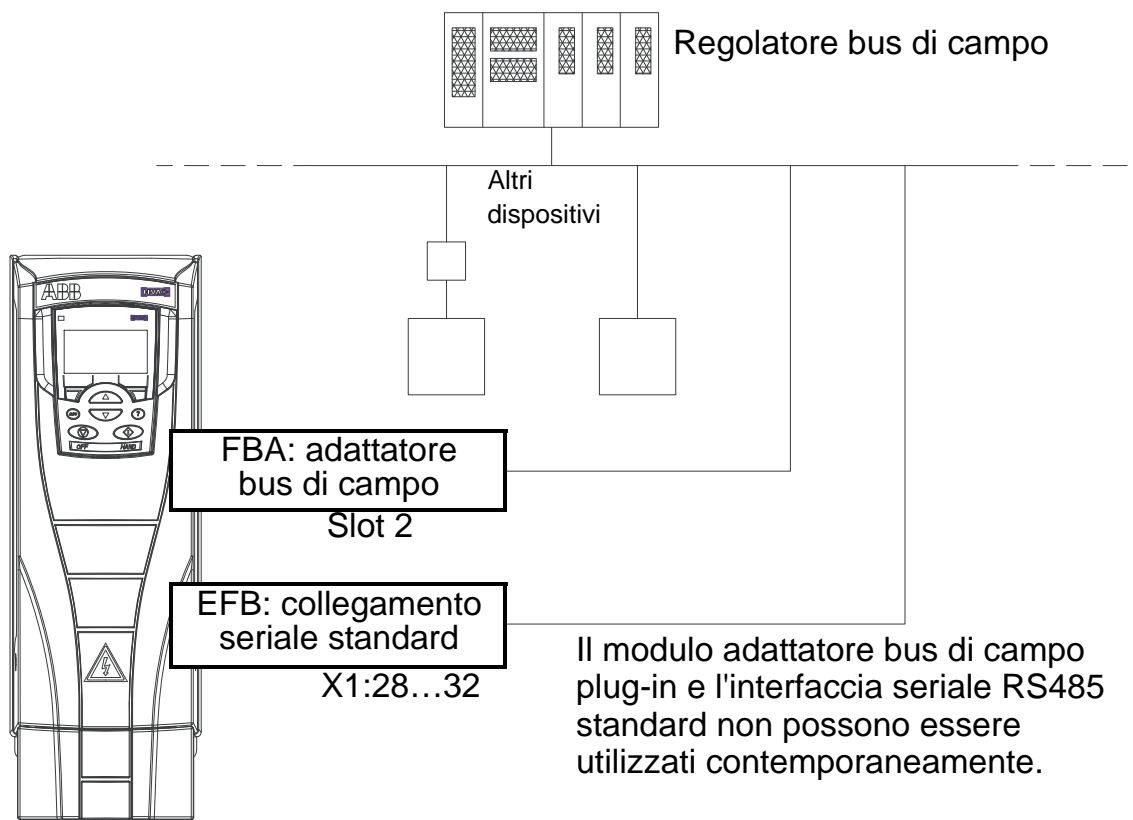 Regolatore bus di campo
Altri
dispositivi
ABB
HVAC
?
OFF
HAND
FBA: adattatore
bus di campo
Slot 2
EFB: collegamento
seriale standard
X1:28…32
Il modulo adattatore bus di campo
plug-in e l'interfaccia seriale RS485
standard non possono essere
utilizzati contemporaneamente.